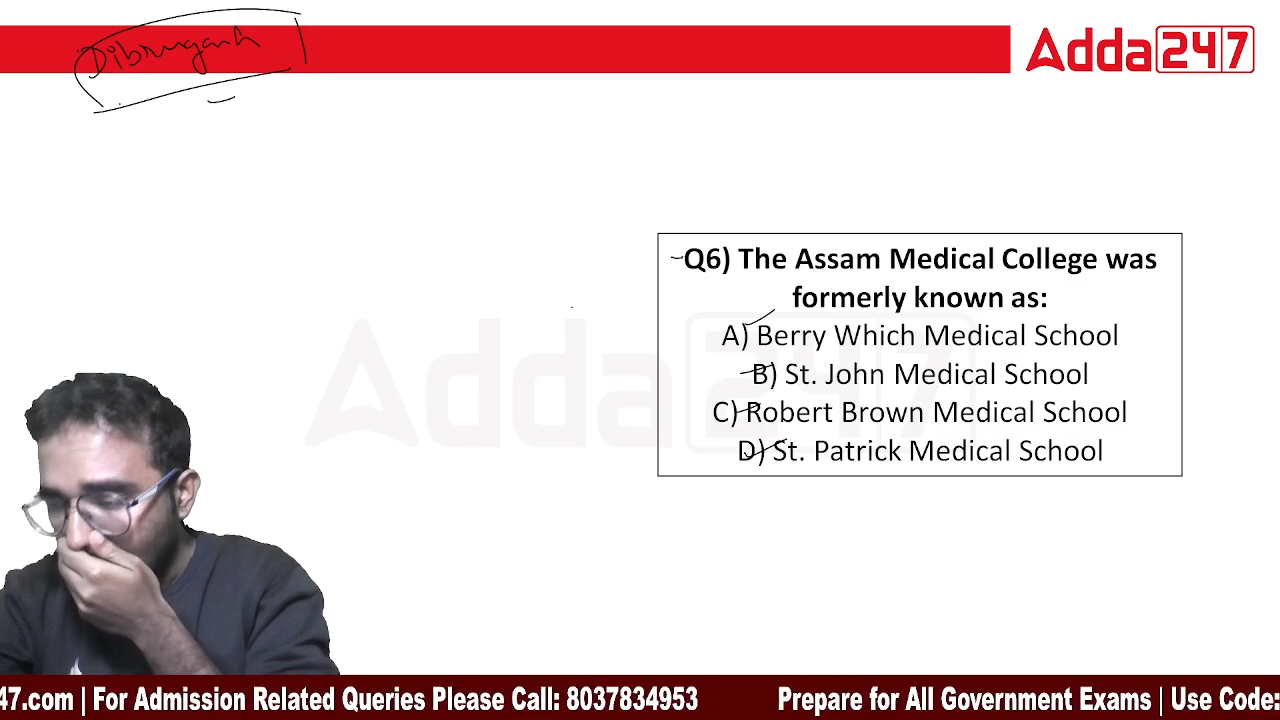 Dibrugarh
Adda247
Q6) The Assam Medical College was
formerly known as:
A) Berry Which Medical School
B) St. John Medical School
C) Robert Brown Medical School
D) St. Patrick Medical School
Adda247
47.com | For Admission Related Queries Please Call: 8037834953 Prepare for All Government Exams | Use Code: